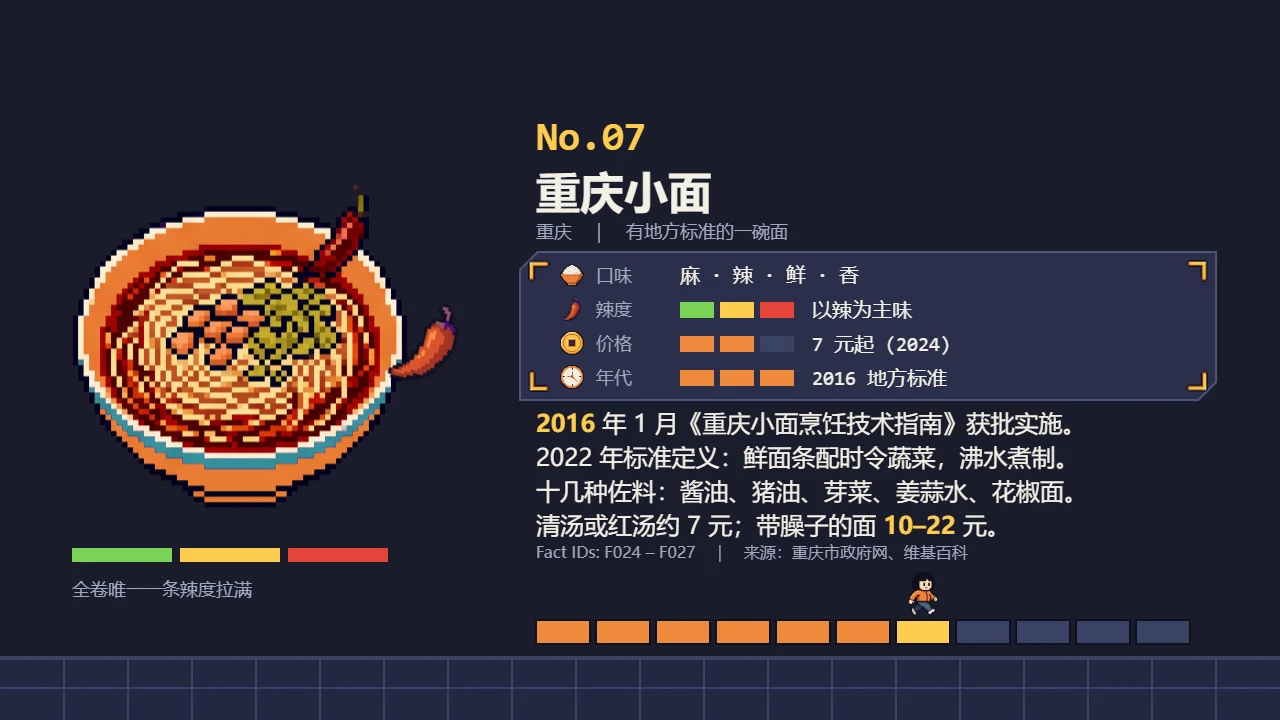 No.07
重庆小面
重庆 | 有地方标准的一碗面
口味 麻 · 辣 · 鲜 · 香
辣度 以辣为主味
价格 7 元起 (2024)
年代 2016 地方标准
2016 年 1 月《重庆小面烹饪技术指南》获批实施。
2022 年标准定义：鲜面条配时令蔬菜，沸水煮制。
十几种佐料：酱油、猪油、芽菜、姜蒜水、花椒面。
清汤或红汤约 7 元；带臊子的面 10–22 元。
Fact IDs: F024 – F027 | 来源：重庆市政府网、维基百科
全卷唯一一条辣度拉满